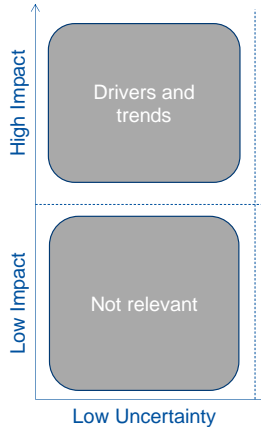 High Impact
Drivers and
trends
Low Impact
Not relevant
Low Uncertainty